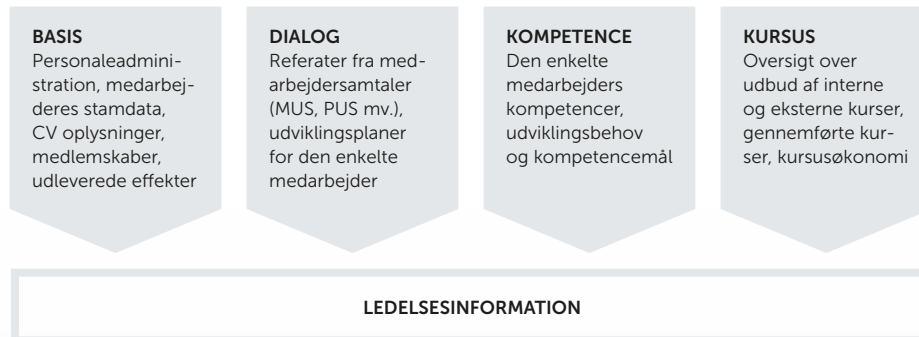 BASIS
Personaleadmini-
stration, medarbej-
deres stamdata,
CV oplysninger,
medlemskaber,
udleverede effekter
DIALOG
Referater fra med-
arbejdersamtaler
(MUS, PUS mv.),
udviklingsplaner
for den enkelte
medarbejder
KOMPETENCE
Den enkelte
medarbejders
kompetencer,
udviklingsbehov
og kompetencemål
KURSUS
Oversigt over
udbud af interne
og eksterne kurser,
gennemførte kur-
ser, kursusøkonomi
LEDELSESINFORMATION